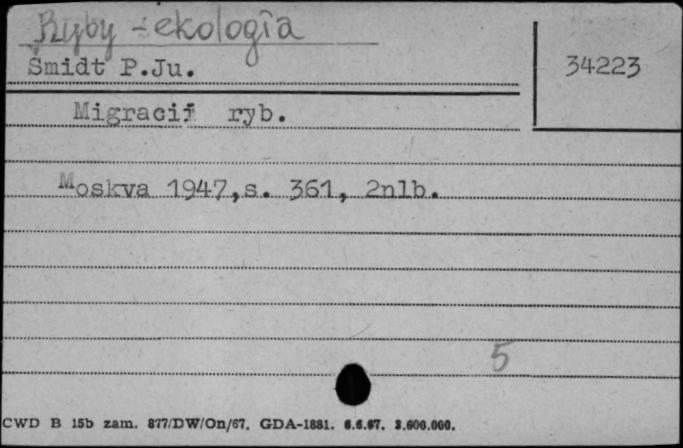 Ryby - ekologia
Šmidt P.Ju.
34223
Migracii ryb.
Moskva 1947,s. 361, 2nlb.
5
CWD B 15b zam. 877/DW/On/67. GDA-1881. 6.6.67. 3.600.000.